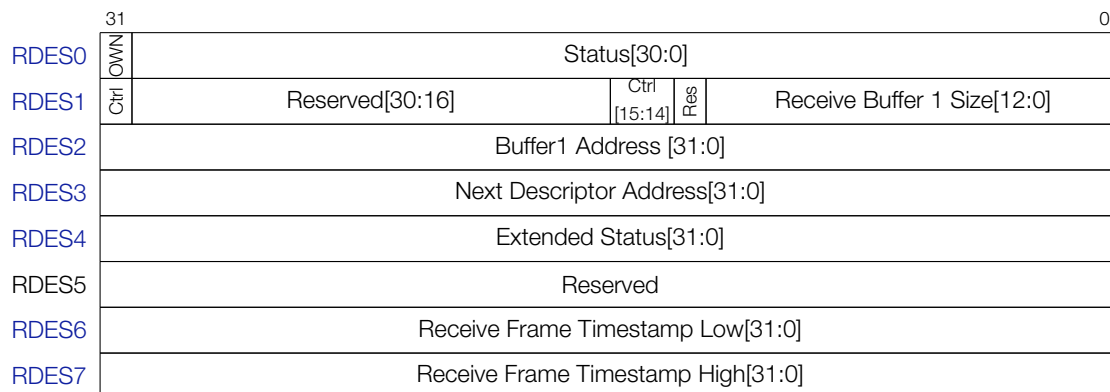 31 0
RDES0 OWN Status[30:0]
RDES1 Ctrl Reserved[30:16] Ctrl [15:14] Res Receive Buffer 1 Size[12:0]
RDES2 Buffer1 Address [31:0]
RDES3 Next Descriptor Address[31:0]
RDES4 Extended Status[31:0]
RDES5 Reserved
RDES6 Receive Frame Timestamp Low[31:0]
RDES7 Receive Frame Timestamp High[31:0]